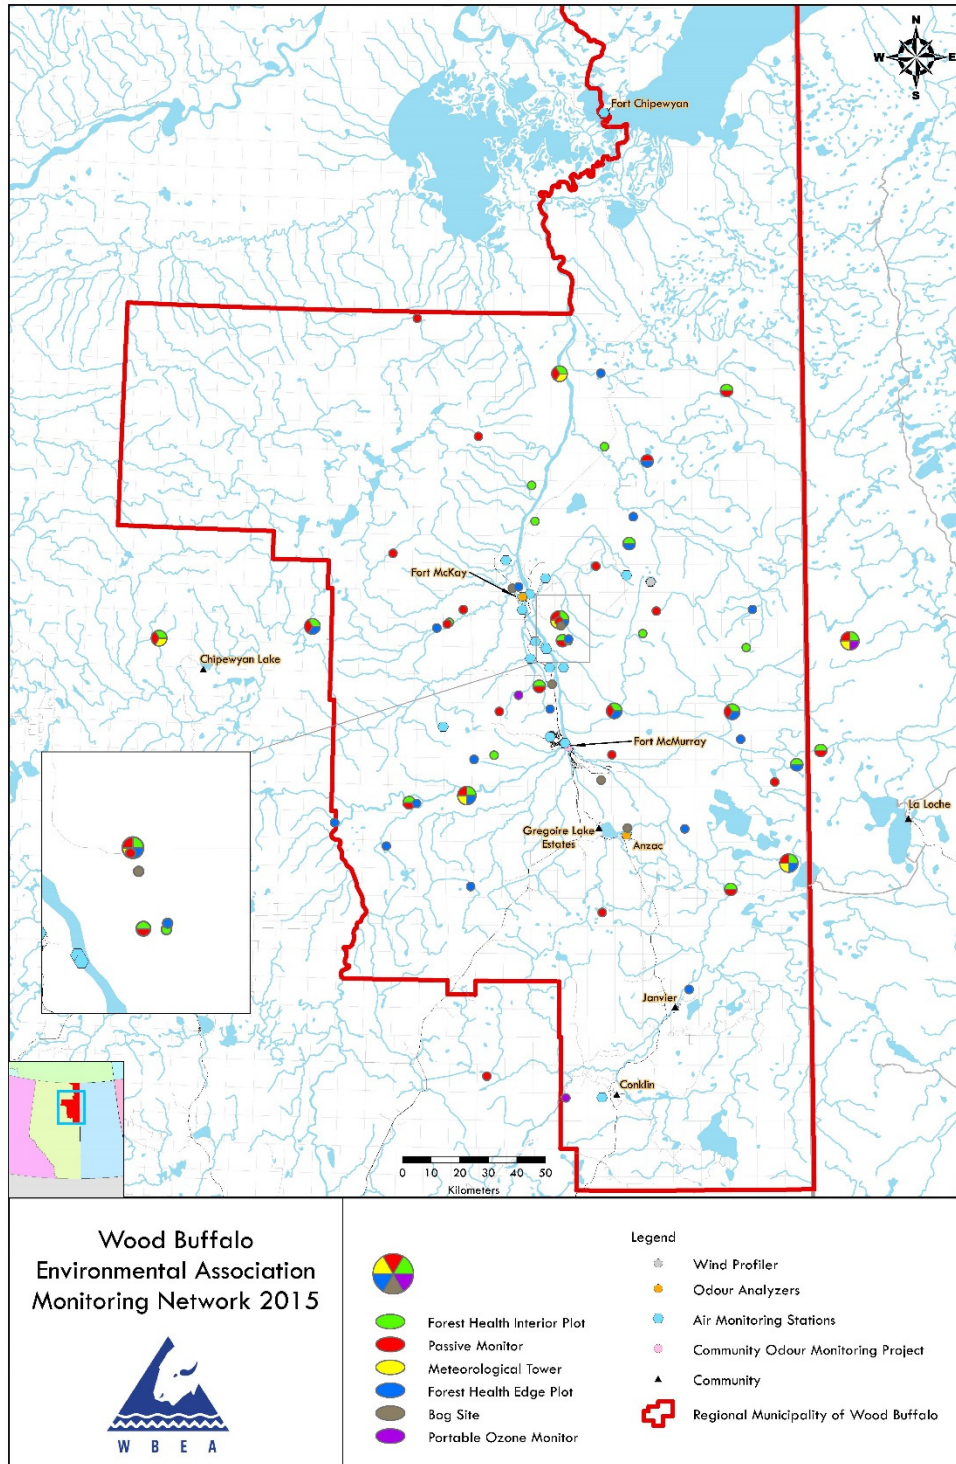 N
W E
S
Fort Chipewyan
Fort McKay
Chipewyan Lake
Fort McMurray
La Loche
Gregoire Lake
Estates
Anzac
Janvier
Conklin
0 10 20 30 40 50
Kilometers
Wood Buffalo
Environmental Association
Monitoring Network 2015
W B E A
Forest Health Interior Plot
Passive Monitor
Meteorological Tower
Forest Health Edge Plot
Bag Site
Portable Ozone Monitor
Legend
Wind Profiler
Odour Analyzers
Air Monitoring Stations
Community Odour Monitoring Project
Community
Regional Municipality of Wood Buffalo